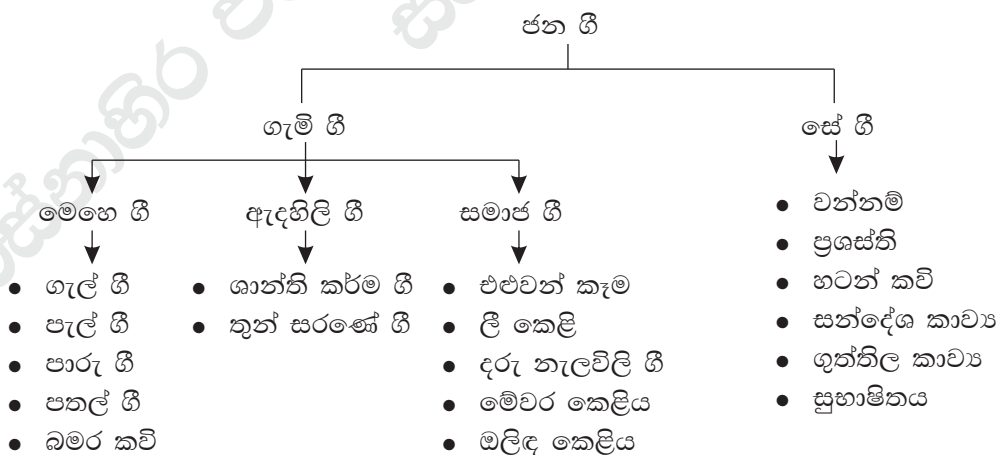 ජන ගී
ගැමි ගී
සේ ගී
මෙහෙ ගී
ඇදහිලි ගී
සමාජ ගී
● ගැල් ගී
● පැල් ගී
● පාරු ගී
● පතල් ගී
● බමර කවි
● ශාන්ති කර්ම ගී
● තුන් සරණේ ගී
● එළුවන් කෑම
● ලී කෙළි
● දරු නැලවිලි ගී
● මේවර කෙළිය
● ඔලිඳ කෙළිය
● වන්නම්
● ප්‍රශස්ති
● හටන් කවි
● සන්දේශ කාව්‍ය
● ගුත්තිල කාව්‍ය
● සුභාෂිතය